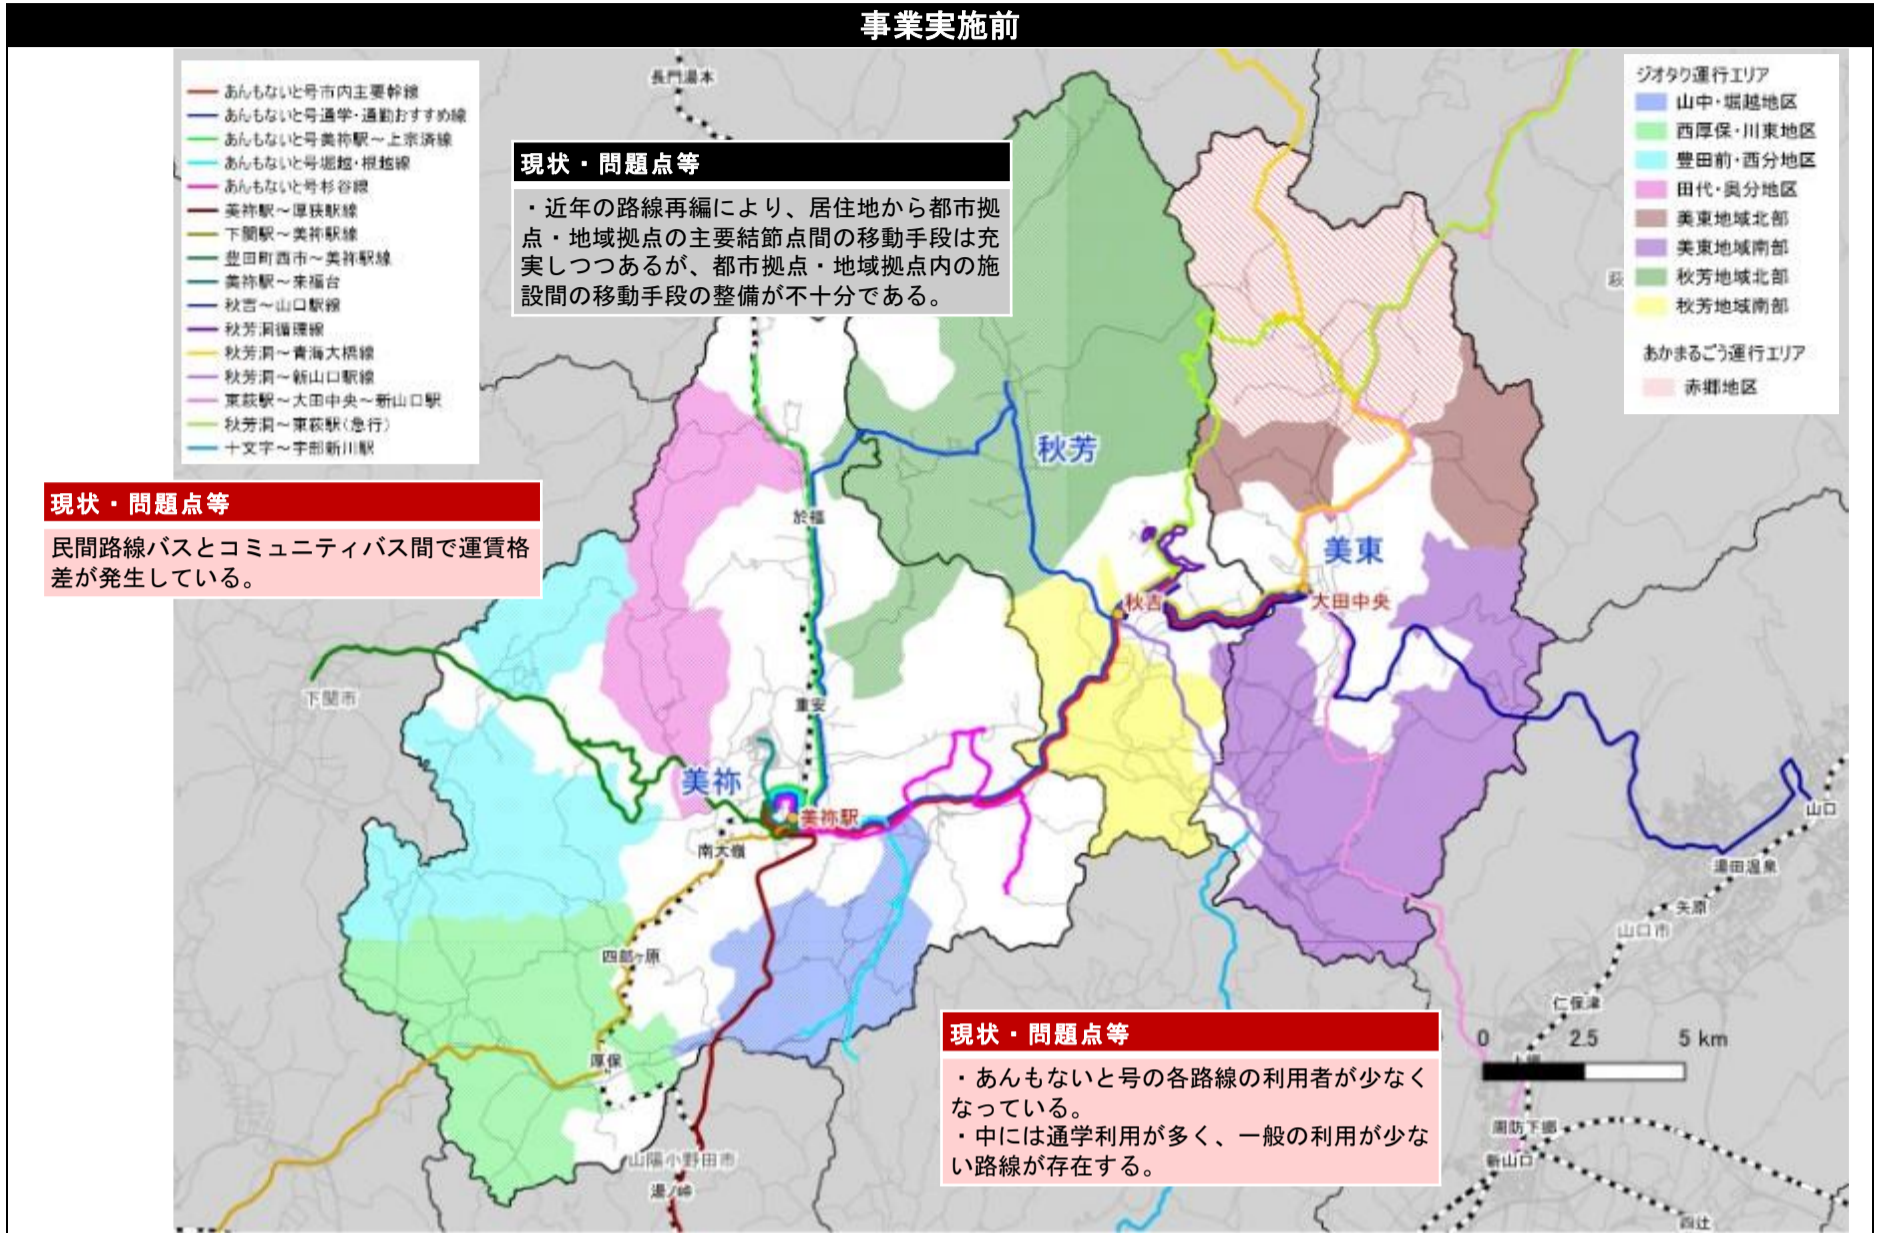 事業実施前
あんもないと号市内主要幹線
あんもないと号通学・通勤おすすめ線
あんもないと号美祢駅～上宗済線
あんもないと号堀越・根越線
あんもないと号杉谷線
美祢駅～厚狭駅線
下関駅～美祢駅線
豊田町西市～美祢駅線
美祢駅～来福台
秋吉～山口駅線
秋芳洞循環線
秋芳洞～青海大橋線
秋芳洞～新山口駅線
東萩駅～大田中央～新山口駅
秋芳洞～東萩駅（急行）
十文字～宇部新川駅
長門湯本
現状・問題点等
・近年の路線再編により、居住地から都市拠
点・地域拠点の主要結節点間の移動手段は充
実しつつあるが、都市拠点・地域拠点内の施
設間の移動手段の整備が不十分である。
ジオタク運行エリア
山中・堀越地区
西厚保・川東地区
豊田前・西分地区
田代・奥分地区
美東地域北部
美東地域南部
秋芳地域北部
秋芳地域南部
あかまるごう運行エリア
赤郷地区
萩
現状・問題点等
民間路線バスとコミュニティバス間で運賃格
差が発生している。
秋芳
於福
美東
秋吉
大田中央
下関市
重安
美祢
美祢駅
南大嶺
山口
湯田温泉
矢原
山口市
四郎ヶ原
仁保津
厚保
現状・問題点等
・あんもないと号の各路線の利用者が少なく
なっている。
・中には通学利用が多く、一般の利用が少な
い路線が存在する。
0 2.5 5 km
上郷
周防下郷
新山口
山陽小野田市
湯ノ峠
四辻